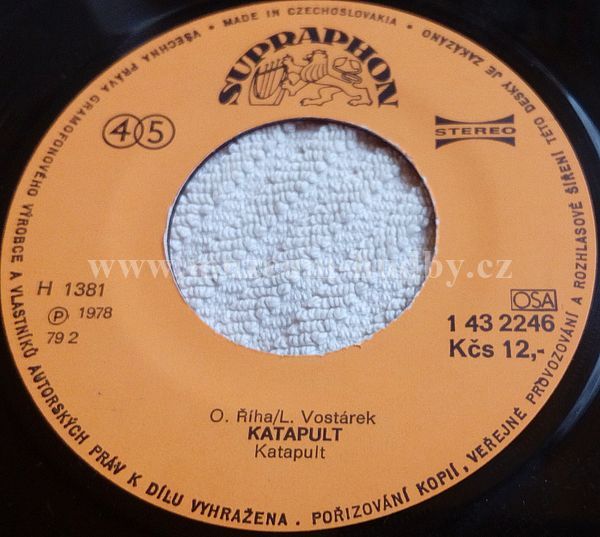 VŠECHNA PRÁVA GRAMOFONOVÉHO VÝROBCE A VLASTNÍKŮ AUTORSKÝCH PRÁV K DÍLU VYHRAŽENA • POŘIZOVÁNÍ KOPIÍ, VEŘEJNÉ PROVOZOVÁNÍ A ROZHLASOVÉ ŠÍŘENÍ TÉTO DESKY JE ZAKÁZÁNO
• MADE IN CZECHOSLOVAKIA •
SUPRAPHON
45
STEREO
H 1381
Ⓟ 1978
79 2
OSA
1 43 2246
Kčs 12,-
O. Říha/L. Vostárek
KATAPULT
Katapult